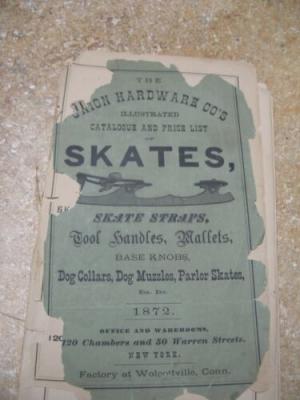 THE
UNION HARDWARE CO'S
ILLUSTRATED
CATALOGUE AND PRICE LIST
OF
SKATES,
SKATE STRAPS,
Tool Handles, Mallets,
BASE KNOBS,
Dog Collars, Dog Muzzles, Parlor Skates,
Etc. Etc.
1872.
OFFICE AND WAREROOMS,
120 Chambers and 50 Warren Streets.
NEW YORK.
Factory at Wolcottville, Conn.